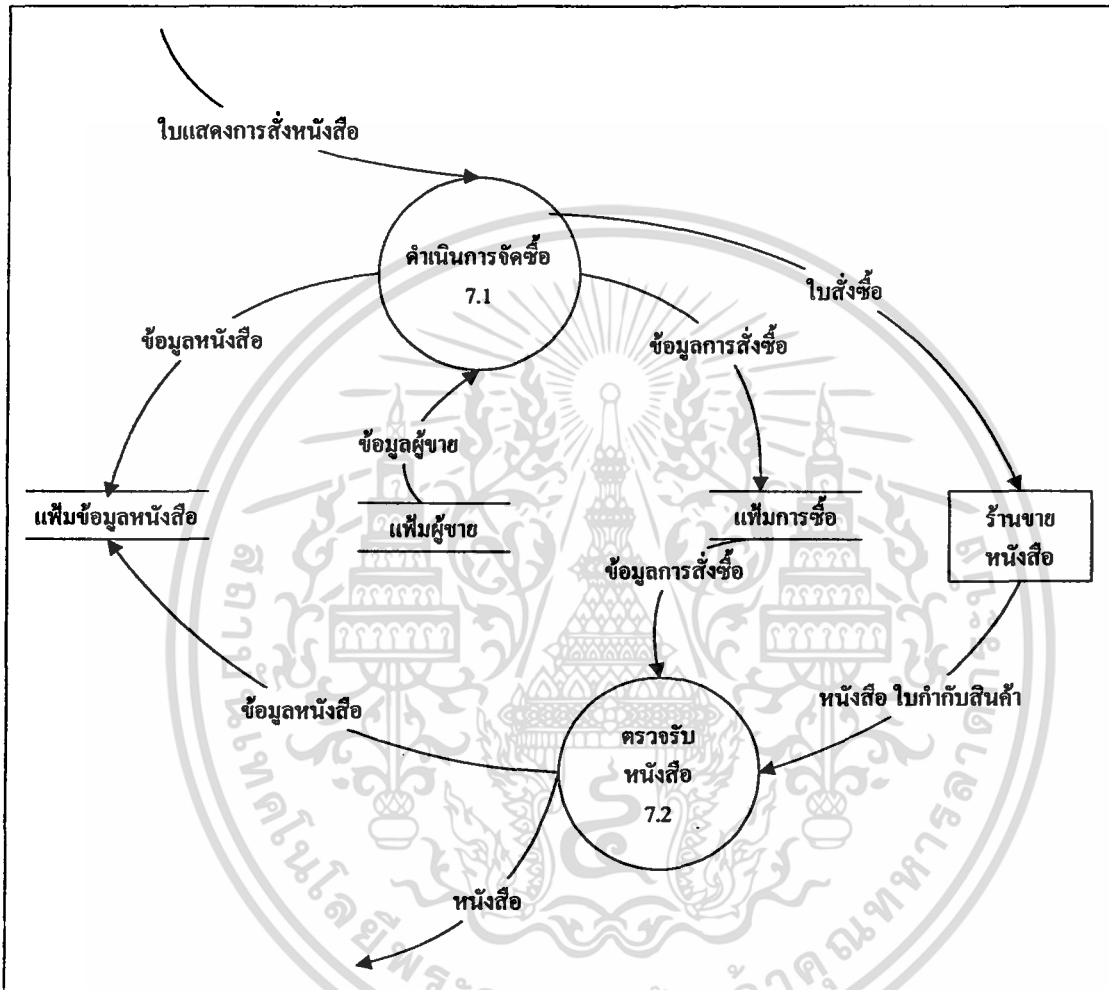 ใบแสดงการสั่งหนังสือ
ดำเนินการจัดซื้อ
7.1
ใบสั่งซื้อ
ข้อมูลหนังสือ
ข้อมูลการสั่งซื้อ
ข้อมูลผู้ขาย
แฟ้มข้อมูลหนังสือ
แฟ้มผู้ขาย
แฟ้มการซื้อ
ร้านขาย
หนังสือ
ข้อมูลการสั่งซื้อ
ข้อมูลหนังสือ
หนังสือ ใบกำกับสินค้า
ตรวจรับ
หนังสือ
7.2
หนังสือ